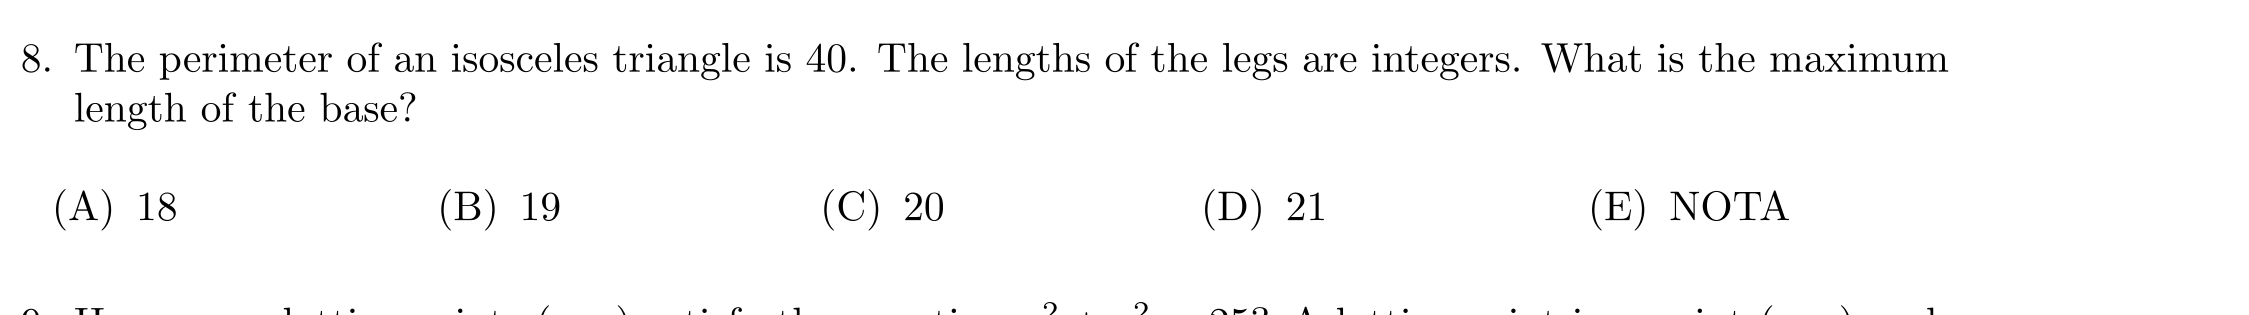 8. The perimeter of an isosceles triangle is 40. The lengths of the legs are integers. What is the maximum
length of the base?
(A) 18 (B) 19 (C) 20 (D) 21 (E) NOTA